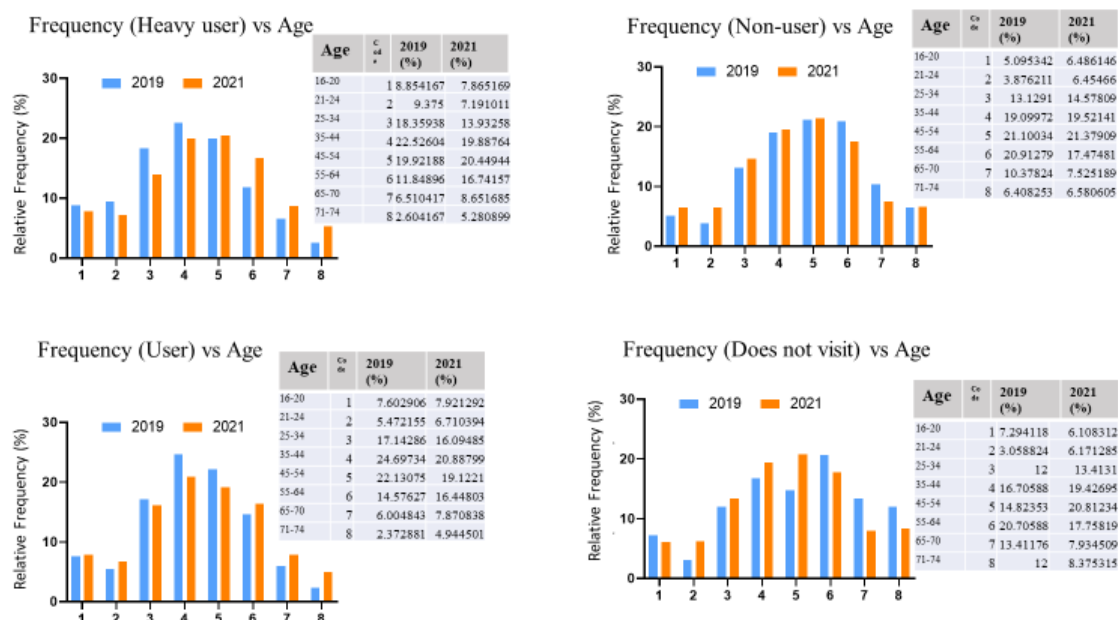 Frequency (Heavy user) vs Age
Age Code 2019 (%) 2021 (%)
16-20 1 8.854167 7.865169
21-24 2 9.375 7.191011
25-34 3 18.35938 13.93258
35-44 4 22.52604 19.88764
45-54 5 19.92188 20.44944
55-64 6 11.84896 16.74157
65-70 7 6.510417 8.651685
71-74 8 2.604167 5.280899
2019 2021
Relative Frequency (%)
30
20
10
0
1 2 3 4 5 6 7 8
Frequency (Non-user) vs Age
Age Code 2019 (%) 2021 (%)
16-20 1 5.095342 6.486146
21-24 2 3.876211 6.45466
25-34 3 13.1291 14.57809
35-44 4 19.09972 19.52141
45-54 5 21.10034 21.37909
55-64 6 20.91279 17.47481
65-70 7 10.37824 7.525189
71-74 8 6.408253 6.580605
2019 2021
Relative Frequency (%)
30
20
10
0
1 2 3 4 5 6 7 8
Frequency (User) vs Age
Age Code 2019 (%) 2021 (%)
16-20 1 7.602906 7.921292
21-24 2 5.472155 6.710394
25-34 3 17.14286 16.09485
35-44 4 24.69734 20.88799
45-54 5 22.13075 19.1221
55-64 6 14.57627 16.44803
65-70 7 6.004843 7.870838
71-74 8 2.372881 4.944501
2019 2021
Relative Frequency (%)
30
20
10
0
1 2 3 4 5 6 7 8
Frequency (Does not visit) vs Age
Age Code 2019 (%) 2021 (%)
16-20 1 7.294118 6.108312
21-24 2 3.058824 6.171285
25-34 3 12 13.4131
35-44 4 16.70588 19.42695
45-54 5 14.82353 20.81234
55-64 6 20.70588 17.75819
65-70 7 13.41176 7.934509
71-74 8 12 8.375315
2019 2021
Relative Frequency (%)
30
20
10
0
1 2 3 4 5 6 7 8